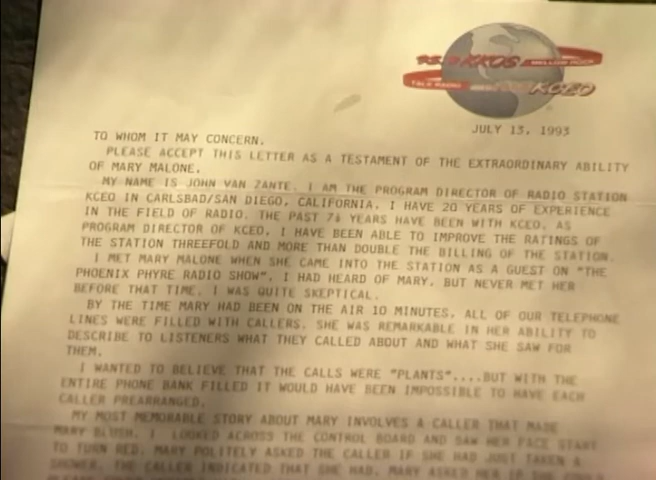 95.9 KKOS MELLOW ROCK
TALK RADIO KCEO
JULY 13, 1993
TO WHOM IT MAY CONCERN.
PLEASE ACCEPT THIS LETTER AS A TESTAMENT OF THE EXTRAORDINARY ABILITY
OF MARY MALONE.
MY NAME IS JOHN VAN ZANTE. I AM THE PROGRAM DIRECTOR OF RADIO STATION
KCEO IN CARLSBAD/SAN DIEGO, CALIFORNIA. I HAVE 20 YEARS OF EXPERIENCE
IN THE FIELD OF RADIO. THE PAST 7½ YEARS HAVE BEEN WITH KCEO. AS
PROGRAM DIRECTOR OF KCEO, I HAVE BEEN ABLE TO IMPROVE THE RATINGS OF
THE STATION THREEFOLD AND MORE THAN DOUBLE THE BILLING OF THE STATION.
I MET MARY MALONE WHEN SHE CAME INTO THE STATION AS A GUEST ON "THE
PHOENIX PHYRE RADIO SHOW". I HAD HEARD OF MARY, BUT NEVER MET HER
BEFORE THAT TIME. I WAS QUITE SKEPTICAL.
BY THE TIME MARY HAD BEEN ON THE AIR 10 MINUTES, ALL OF OUR TELEPHONE
LINES WERE FILLED WITH CALLERS. SHE WAS REMARKABLE IN HER ABILITY TO
DESCRIBE TO LISTENERS WHAT THEY CALLED ABOUT AND WHAT SHE SAW FOR
THEM.
I WANTED TO BELIEVE THAT THE CALLS WERE "PLANTS"....BUT WITH THE
ENTIRE PHONE BANK FILLED IT WOULD HAVE BEEN IMPOSSIBLE TO HAVE EACH
CALLER PREARRANGED.
MY MOST MEMORABLE STORY ABOUT MARY INVOLVES A CALLER THAT MADE
MARY BLUSH. I LOOKED ACROSS THE CONTROL BOARD AND SAW HER FACE START
TO TURN RED. MARY POLITELY ASKED THE CALLER IF SHE HAD JUST TAKEN A
SHOWER. THE CALLER INDICATED THAT SHE HAD. MARY ASKED HER IF SHE COULD